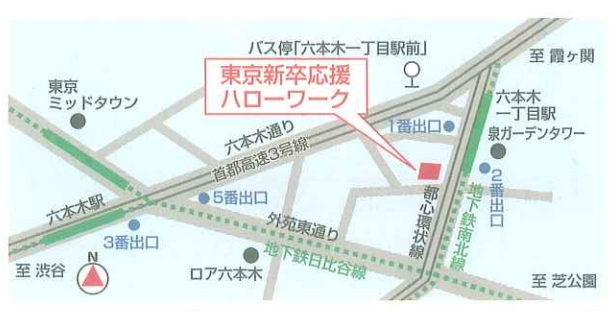 バス停「六本木一丁目駅前」
至 霞ヶ関
東京新卒応援
ハローワーク
東京
ミッドタウン
六本木
一丁目駅
泉ガーデンタワー
1番出口
六本木通り
首都高速3号線
2番出口
5番出口
都心環状線
地下鉄南北線
六本木駅
外苑東通り
3番出口
地下鉄日比谷線
至 渋谷
N
ロア六本木
至 芝公園